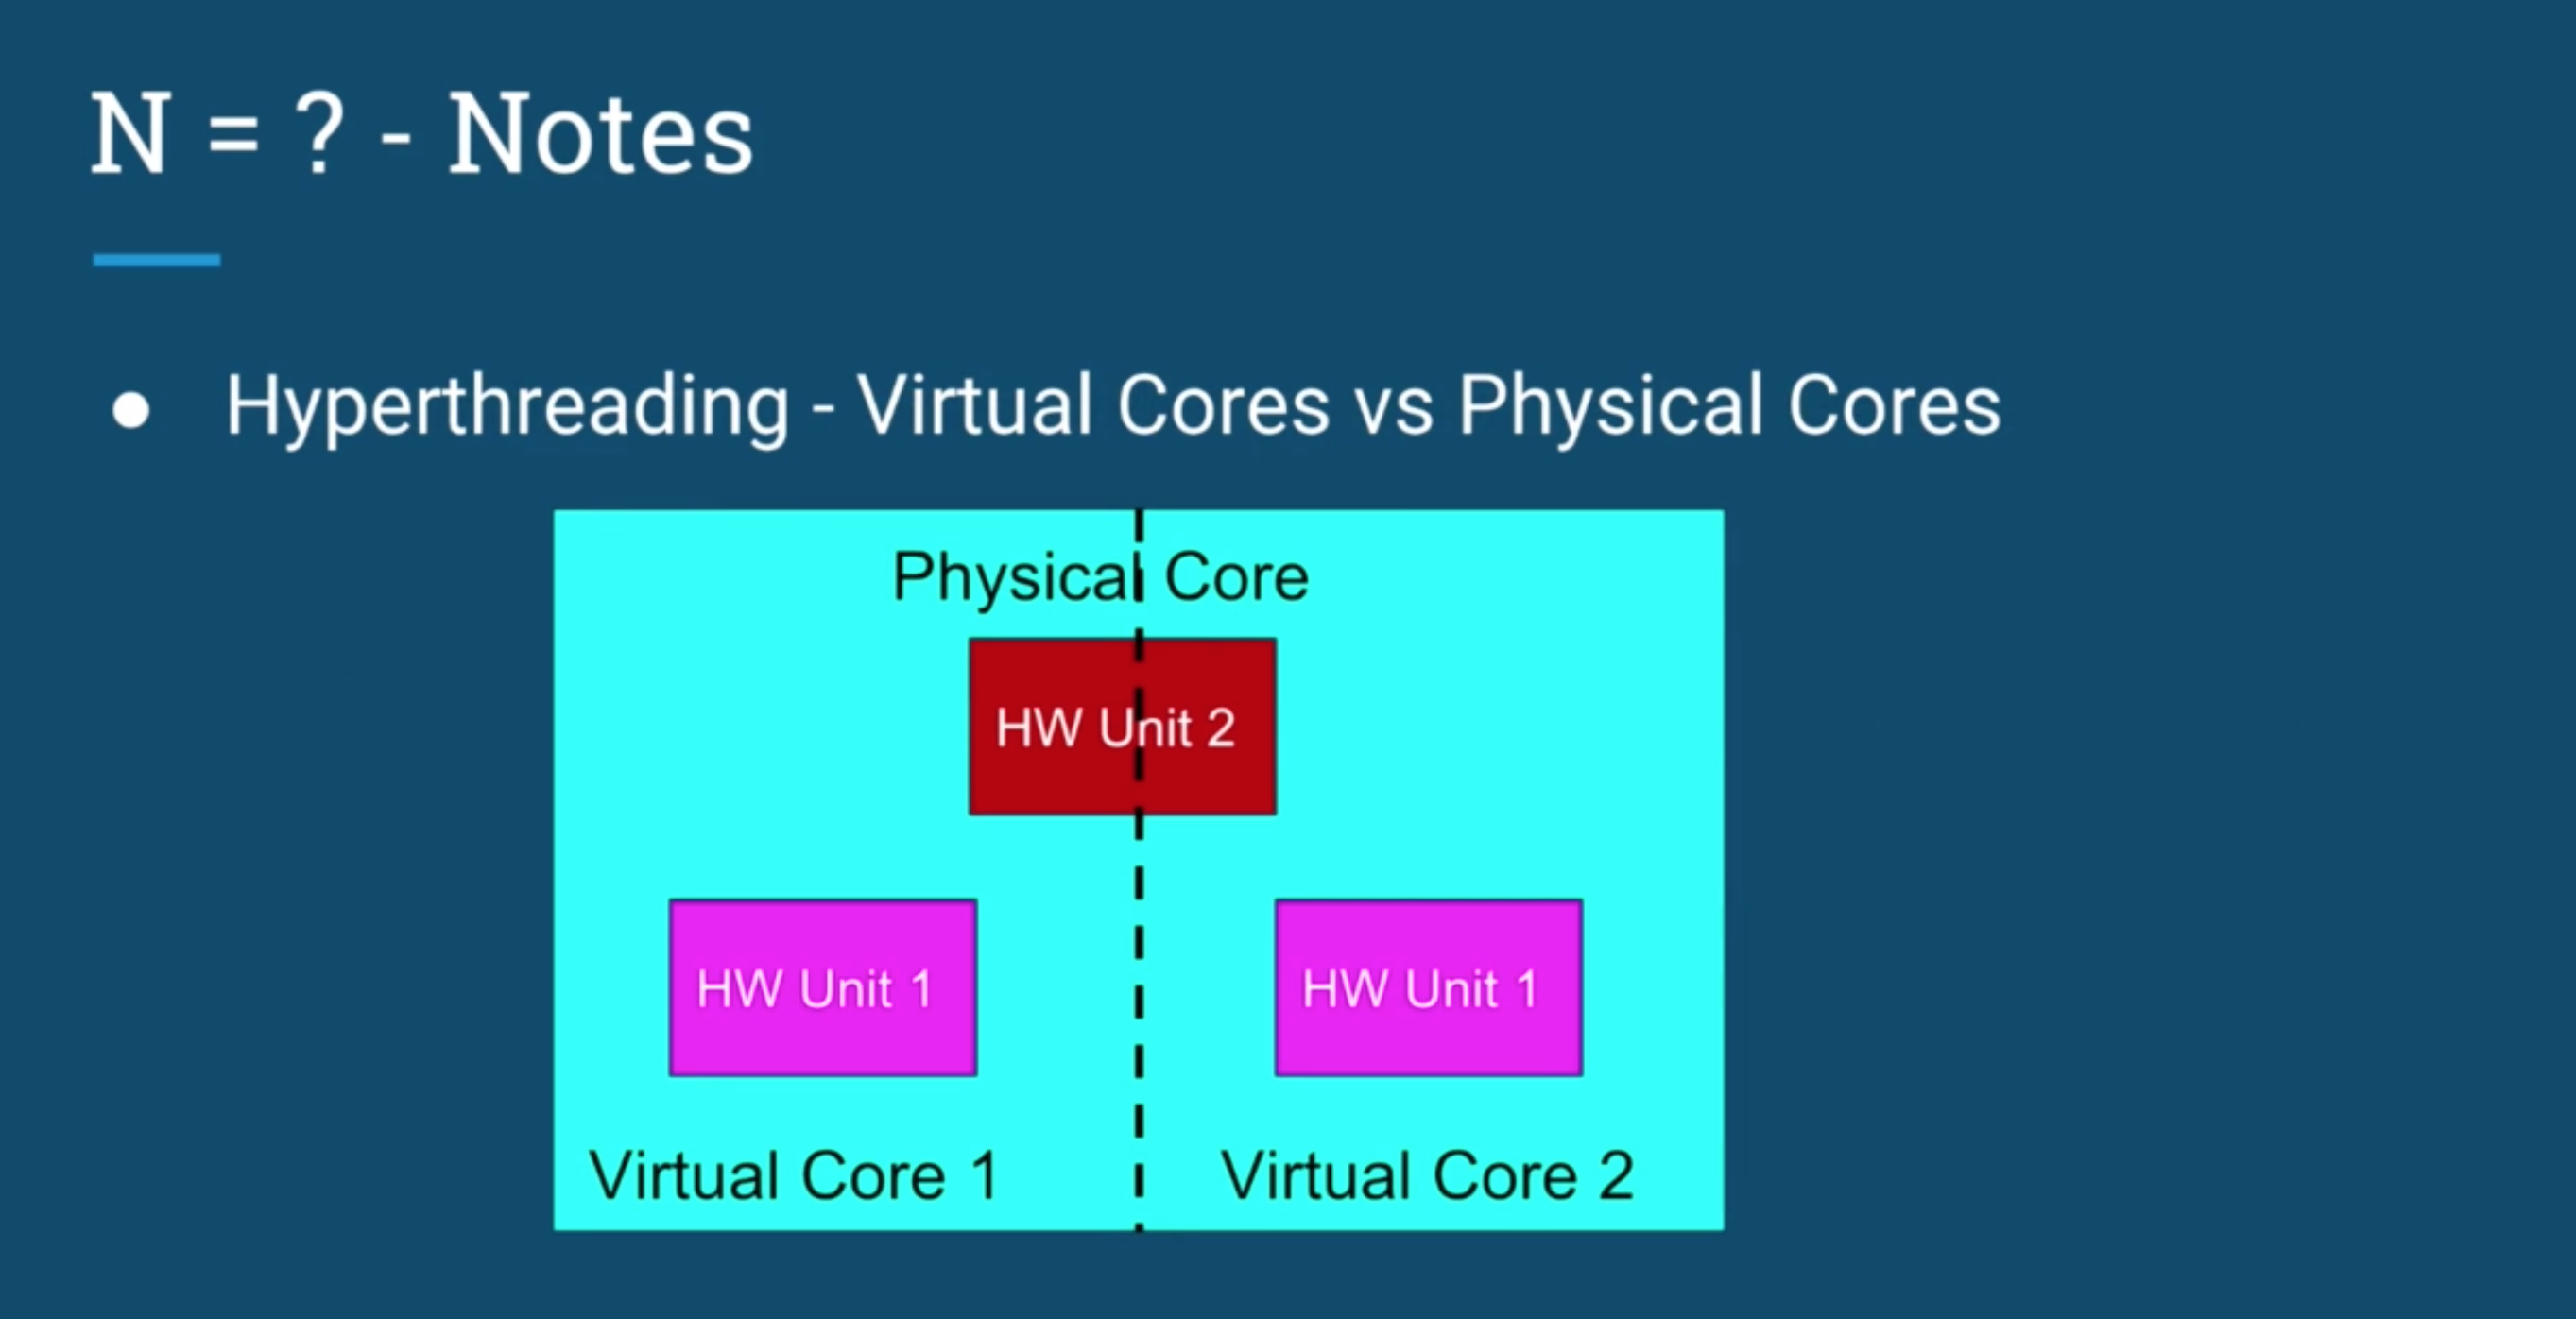 N = ? - Notes
● Hyperthreading - Virtual Cores vs Physical Cores
Physical Core
HW Unit 2
HW Unit 1
HW Unit 1
Virtual Core 1
Virtual Core 2